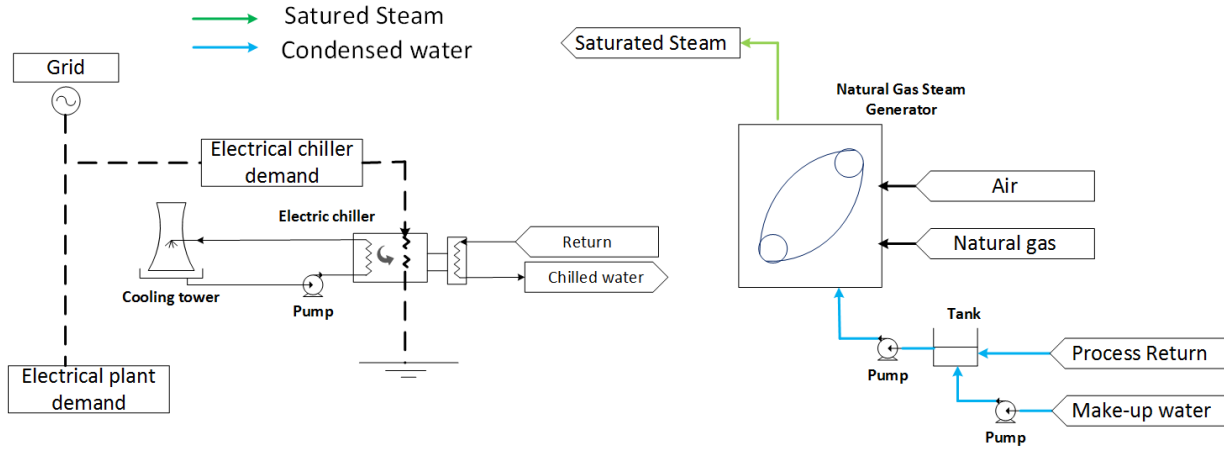 Satured Steam
Condensed water
Saturated Steam
Grid
Natural Gas Steam
Generator
Electrical chiller
demand
Air
Electric chiller
Return
Natural gas
Chilled water
Cooling tower
Pump
Tank
Process Return
Pump
Electrical plant
demand
Make-up water
Pump